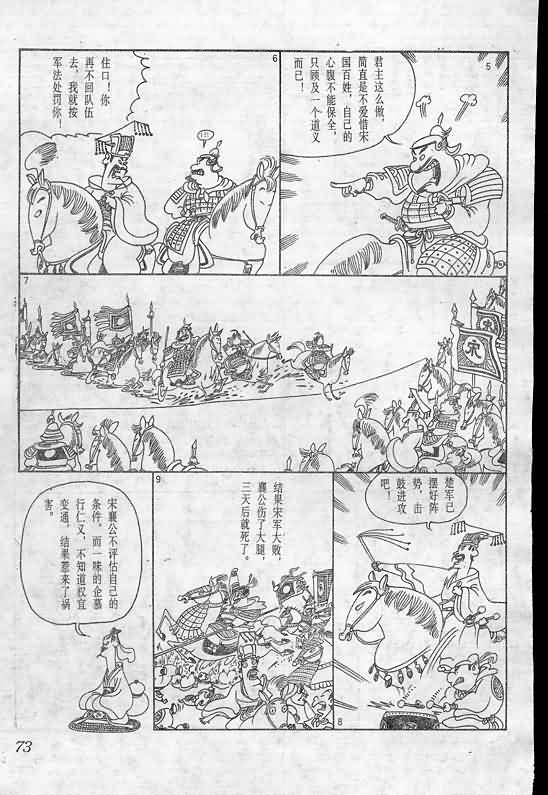 5
君主这么做，
简直是不爱惜宋
国百姓，自己的
心腹不能保全，
只顾及一个道义
而已！
6
住口！你
再不回队伍
去，我就按
军法处罚你！
?!!
7
宋
楚军已
摆好阵
势，击
鼓进攻
吧！
8
9
结果宋军大败，
襄公伤了大腿，
三天后就死了。
宋襄公不评估自己的
条件，而一味的企慕
行仁义，不知道权宜
变通，结果惹来了祸
害。
73